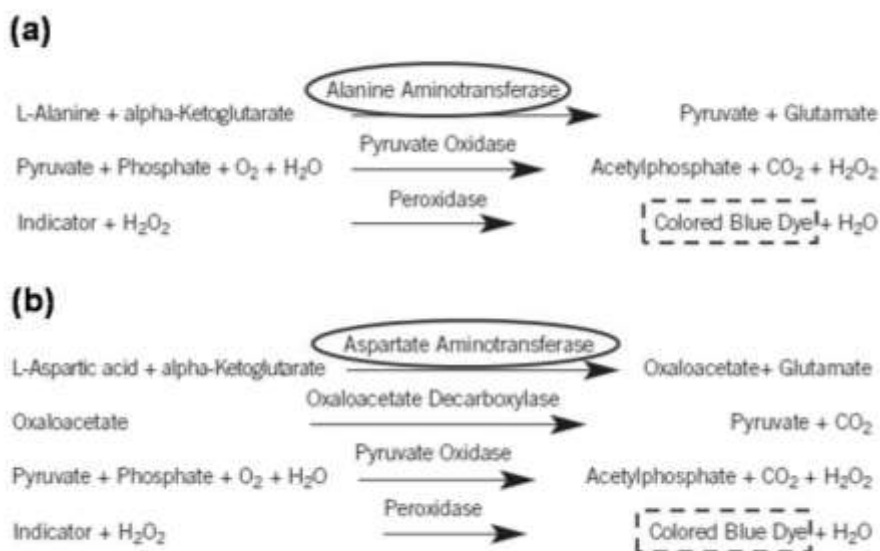 (a)
Alanine Aminotransferase
L-Alanine + alpha-Ketoglutarate Pyruvate + Glutamate
Pyruvate Oxidase
Pyruvate + Phosphate + O₂ + H₂O Acetylphosphate + CO₂ + H₂O₂
Peroxidase
Indicator + H₂O₂ Colored Blue Dye + H₂O
(b)
Aspartate Aminotransferase
L-Aspartic acid + alpha-Ketoglutarate Oxaloacetate+ Glutamate
Oxaloacetate Decarboxylase
Oxaloacetate Pyruvate + CO₂
Pyruvate Oxidase
Pyruvate + Phosphate + O₂ + H₂O Acetylphosphate + CO₂ + H₂O₂
Peroxidase
Indicator + H₂O₂ Colored Blue Dye + H₂O